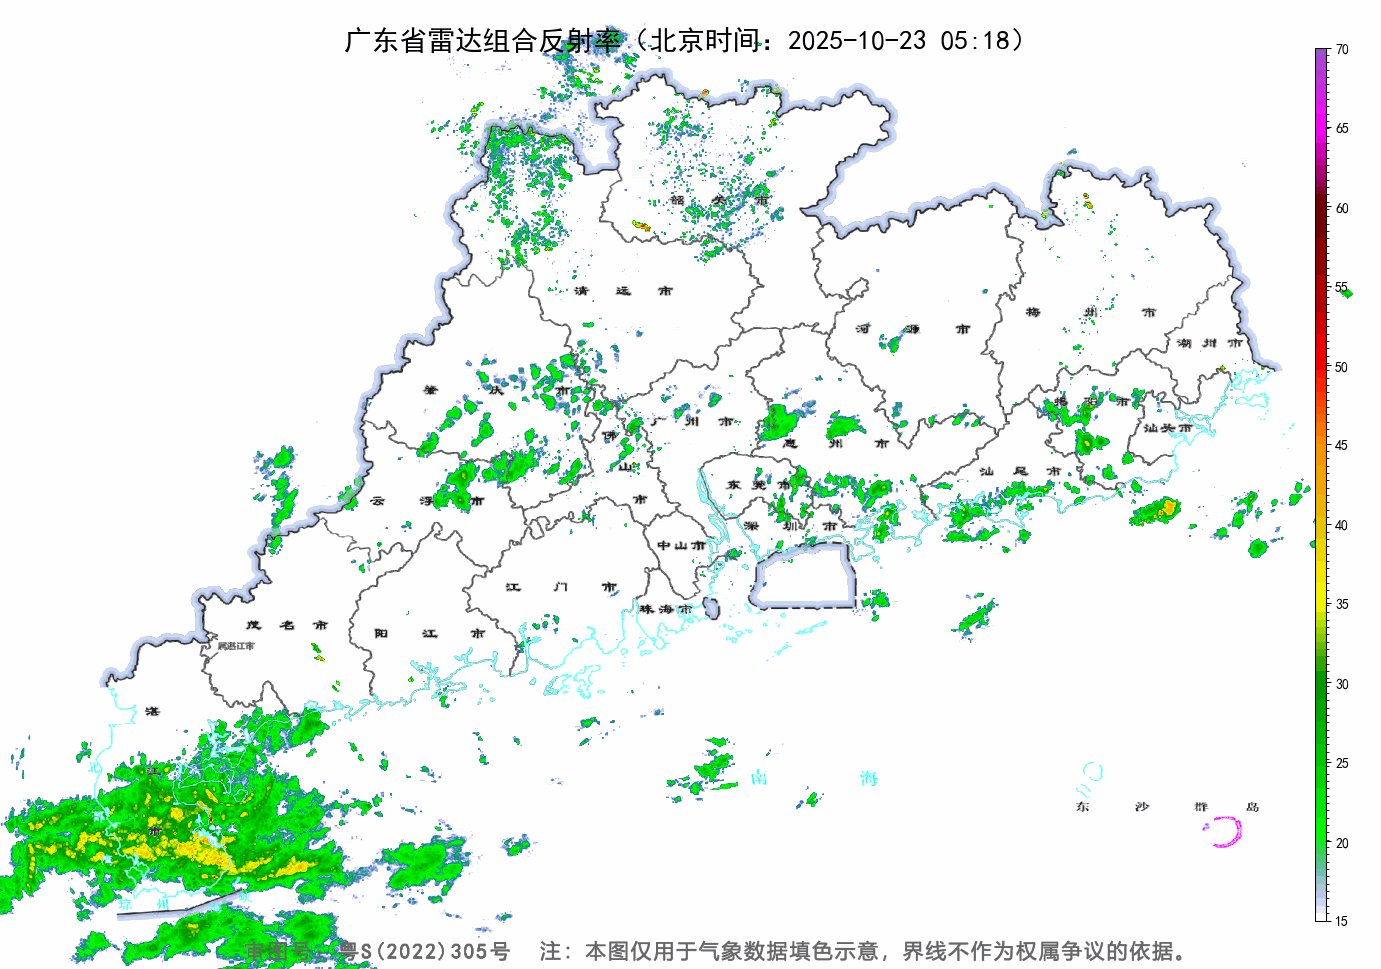 广东省雷达组合反射率（北京时间：2025-10-23 05:18）
70
65
60
55
50
45
40
35
30
25
20
15
韶关市
清远市
河源市
梅州市
潮州市
肇庆市
广州市
佛山市
惠州市
揭阳市
汕头市
汕尾市
云浮市
东莞市
深圳市
中山市
江门市
珠海市
茂名市
阳江市
属湛江市
湛江市
南海
东沙群岛
琼州海峡
审图号：粤S(2022)305号 注：本图仅用于气象数据填色示意，界线不作为权属争议的依据。